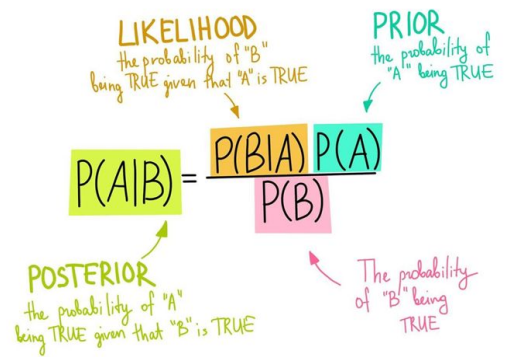 LIKELIHOOD
the probability of "B"
being TRUE given that "A" is TRUE
PRIOR
the probability of
"A" being TRUE
P(A|B) = P(B|A) P(A)
P(B)
POSTERIOR
the probability of "A"
being TRUE given that "B" is TRUE
The probability
of "B" being
TRUE